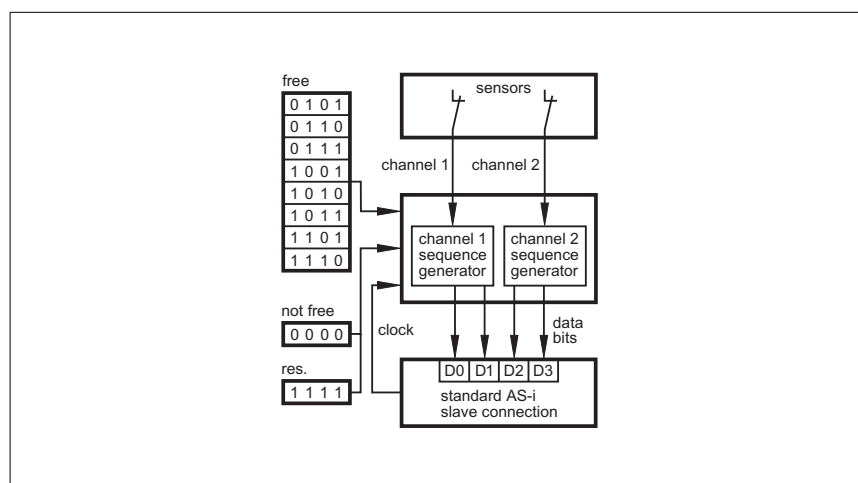 free
0 1 0 1
0 1 1 0
0 1 1 1
1 0 0 1
1 0 1 0
1 0 1 1
1 1 0 1
1 1 1 0
not free
0 0 0 0
res.
1 1 1 1
sensors
channel 1
channel 2
channel 1
sequence
generator
channel 2
sequence
generator
clock
data
bits
D0 D1 D2 D3
standard AS-i
slave connection